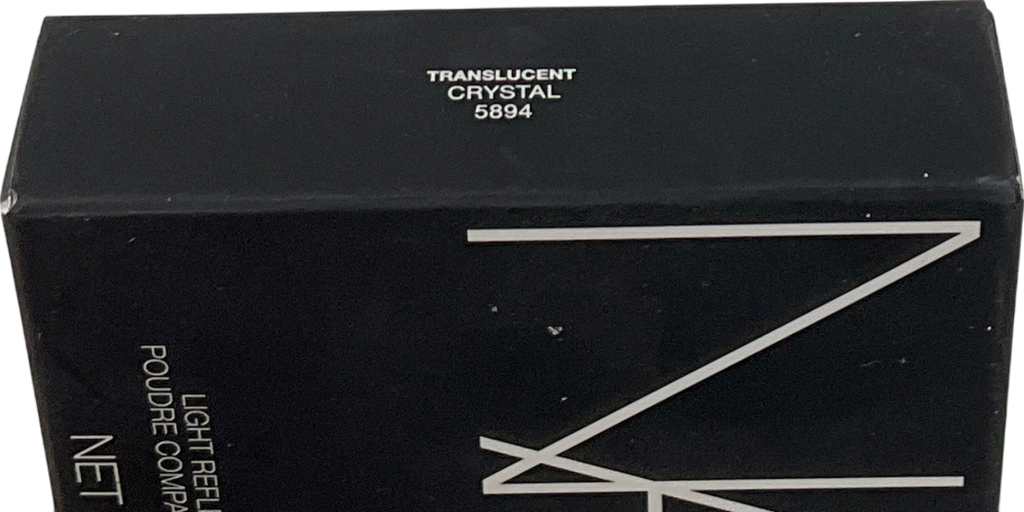 TRANSLUCENT
CRYSTAL
5894
N
LIGHT
POUDRE
NET